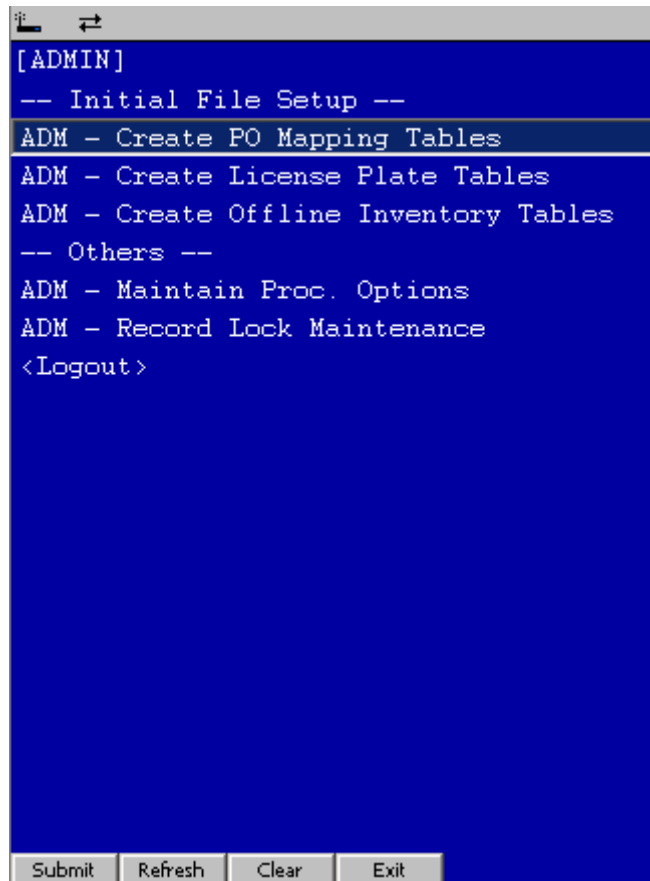 [ADMIN]
-- Initial File Setup --
ADM - Create PO Mapping Tables
ADM - Create License Plate Tables
ADM - Create Offline Inventory Tables
-- Others --
ADM - Maintain Proc. Options
ADM - Record Lock Maintenance
<Logout>
Submit Refresh Clear Exit